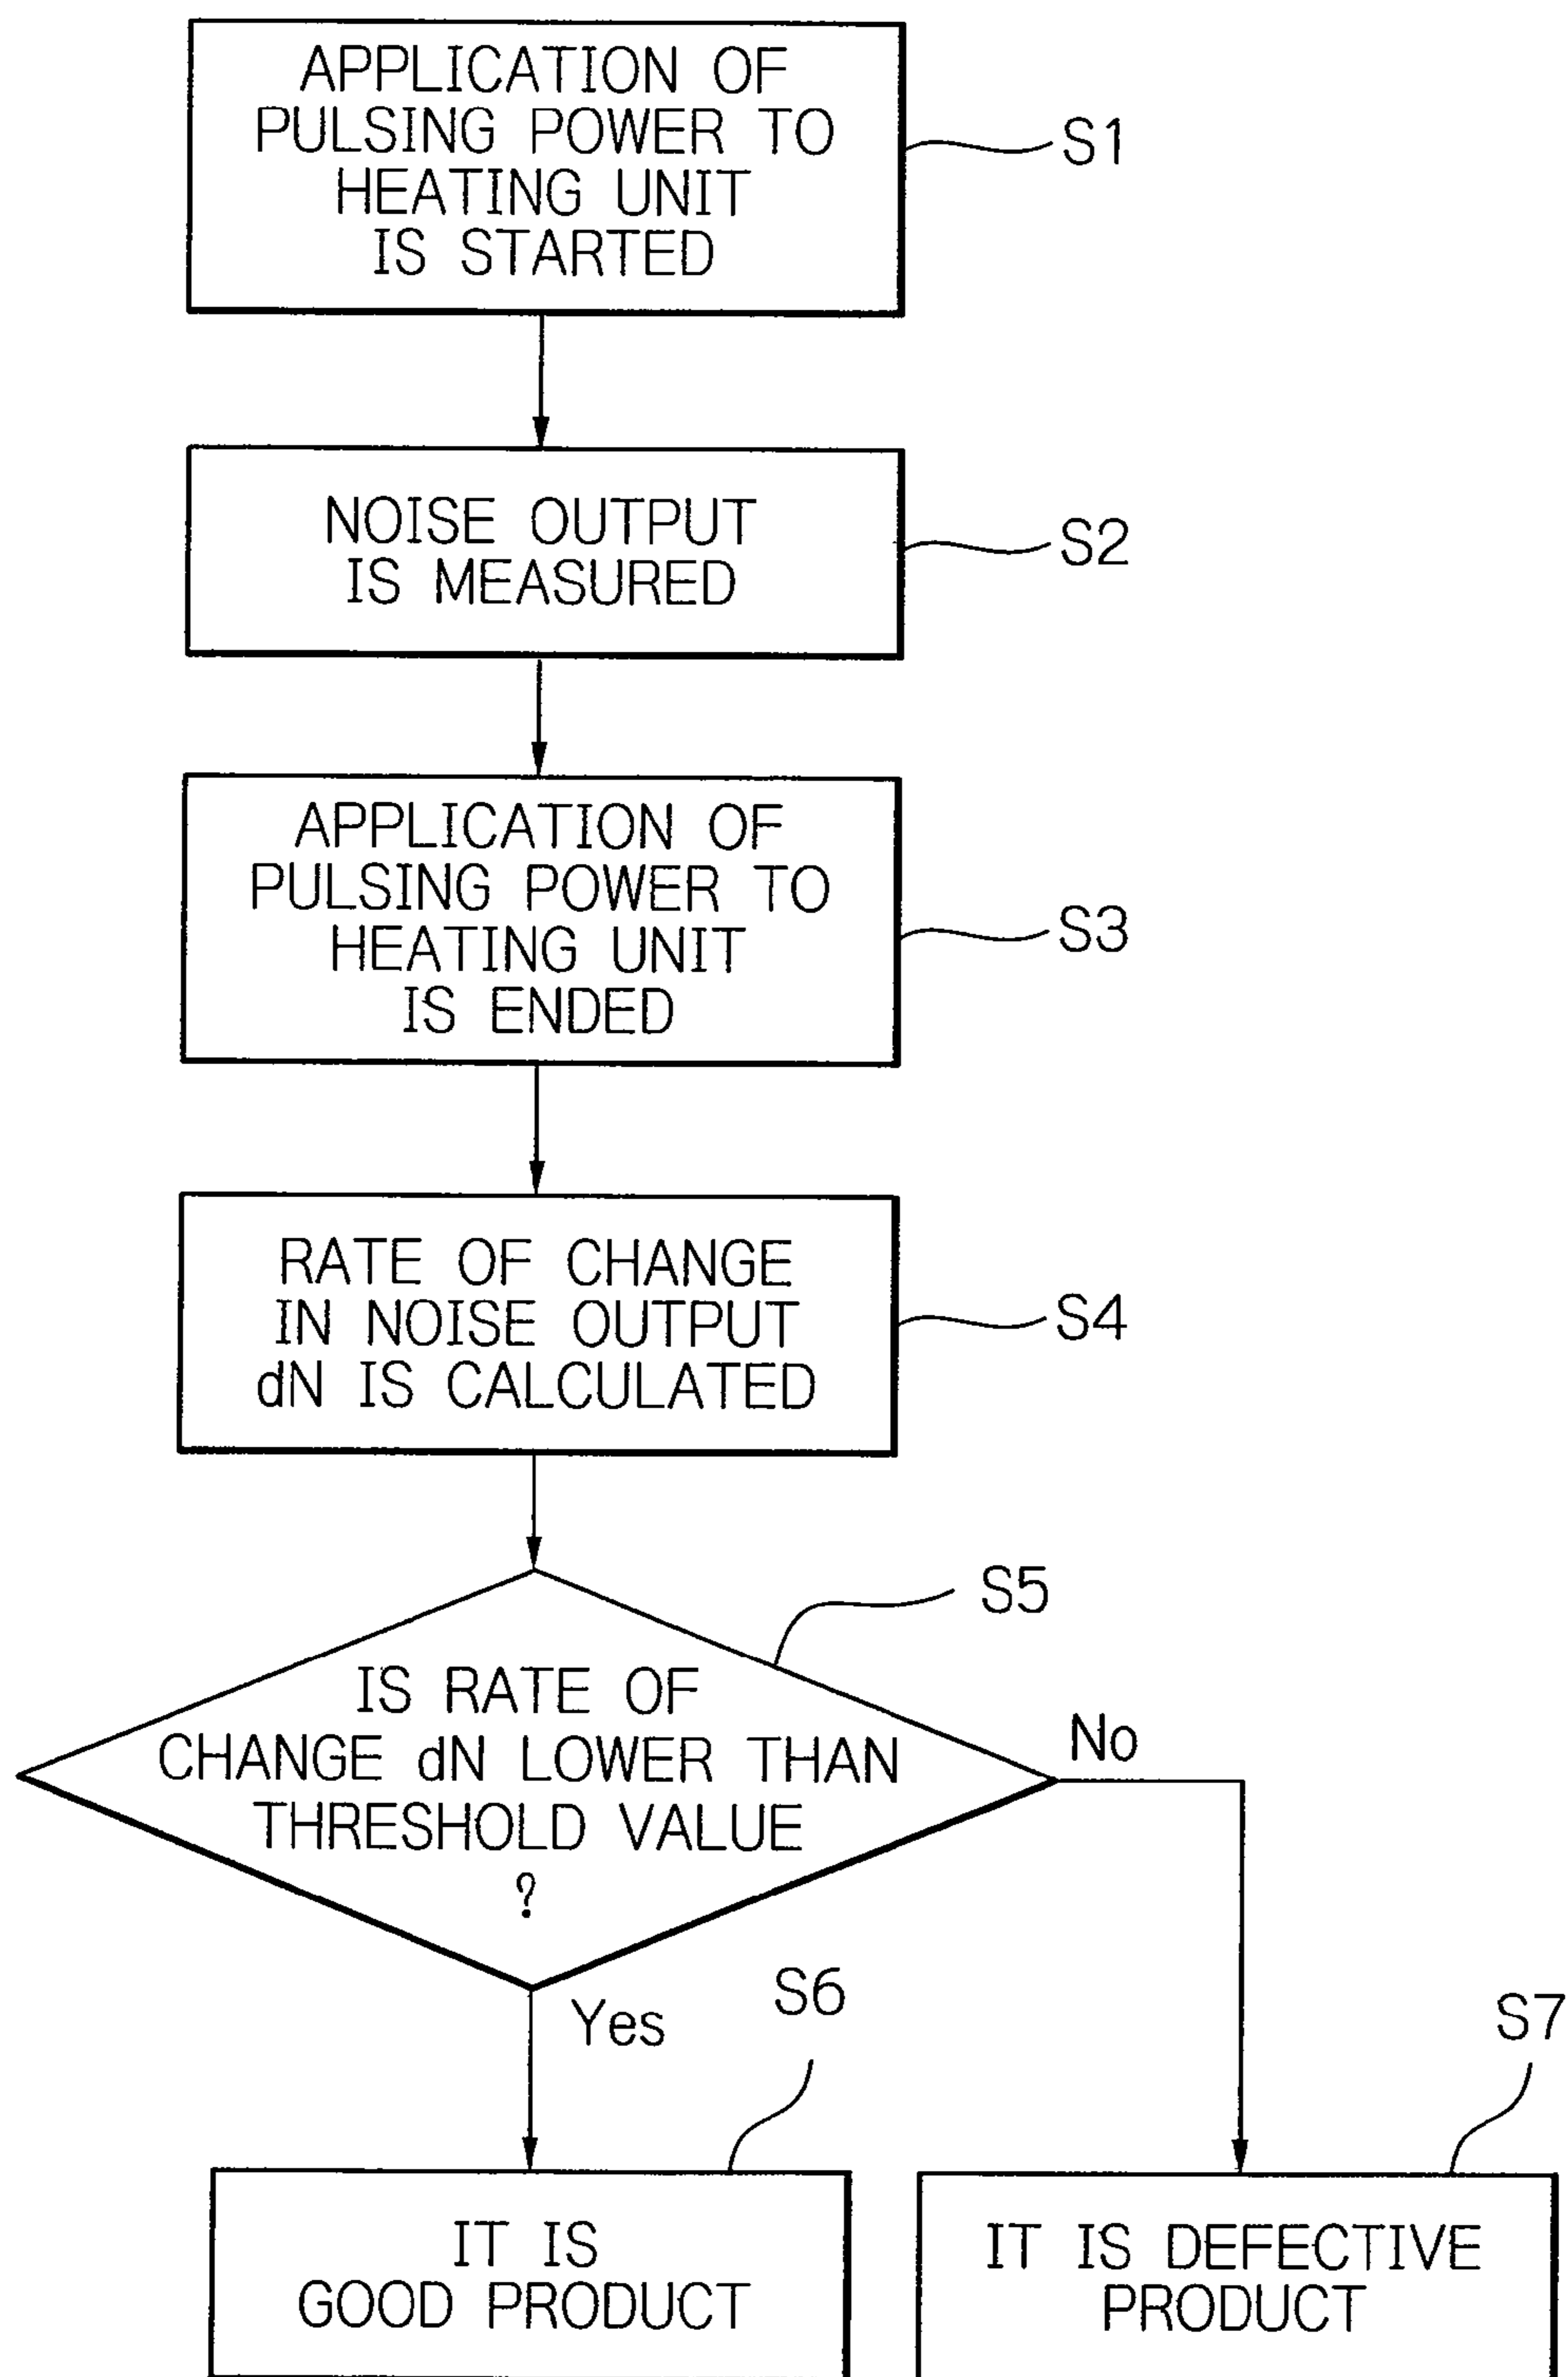 APPLICATION OF
PULSING POWER TO
HEATING UNIT
IS STARTED
S1
NOISE OUTPUT
IS MEASURED
S2
APPLICATION OF
PULSING POWER TO
HEATING UNIT
IS ENDED
S3
RATE OF CHANGE
IN NOISE OUTPUT
dN IS CALCULATED
S4
S5
IS RATE OF
CHANGE dN LOWER THAN
THRESHOLD VALUE
?
No
Yes
S6
S7
IT IS
GOOD PRODUCT
IT IS DEFECTIVE
PRODUCT